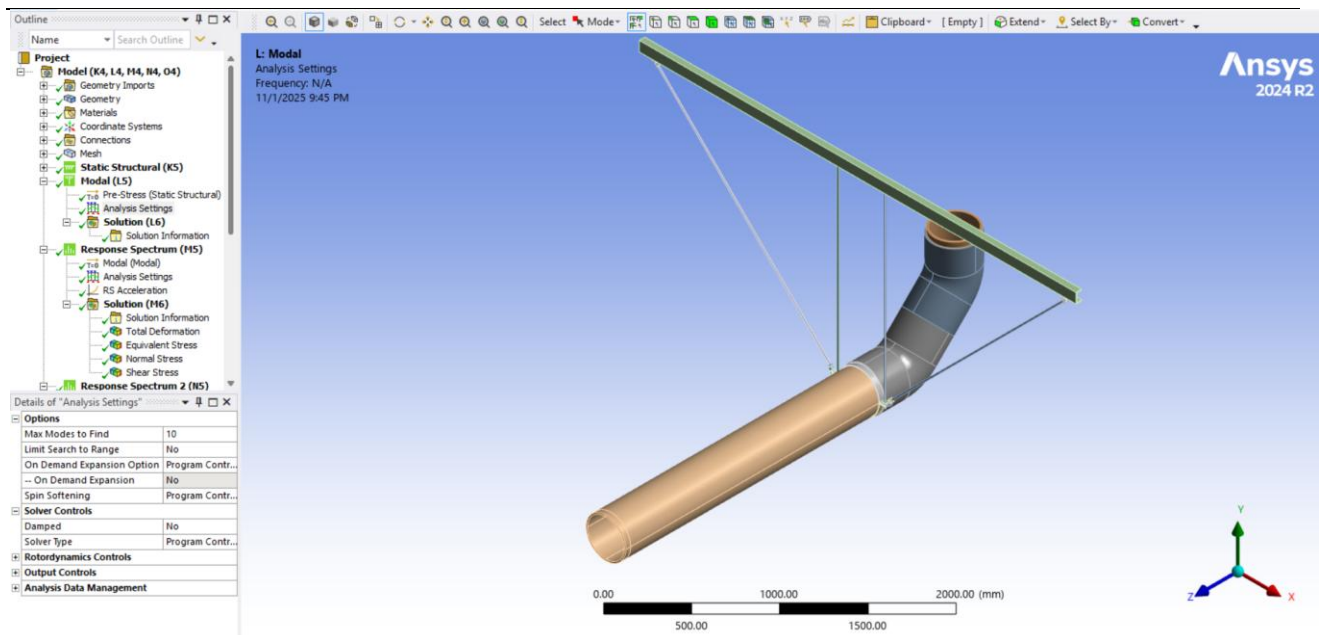 Outline
Name
Search Outline
Project
Model (K4, L4, M4, N4, O4)
Geometry Imports
Geometry
Materials
Coordinate Systems
Connections
Mesh
Static Structural (K5)
Modal (L5)
Pre-Stress (Static Structural)
Analysis Settings
Solution (L6)
Solution Information
Response Spectrum (M5)
Modal (Modal)
Analysis Settings
RS Acceleration
Solution (M6)
Solution Information
Total Deformation
Equivalent Stress
Normal Stress
Shear Stress
Response Spectrum 2 (N5)
Details of "Analysis Settings"
Options
Max Modes to Find 10
Limit Search to Range No
On Demand Expansion Option Program Contr...
-- On Demand Expansion No
Spin Softening Program Contr...
Solver Controls
Damped No
Solver Type Program Contr...
Rotordynamics Controls
Output Controls
Analysis Data Management
Select Mode Clipboard [ Empty ] Extend Select By Convert
L: Modal
Analysis Settings
Frequency: N/A
11/1/2025 9:45 PM
Ansys
2024 R2
0.00 1000.00 2000.00 (mm)
500.00 1500.00
Y
Z
X